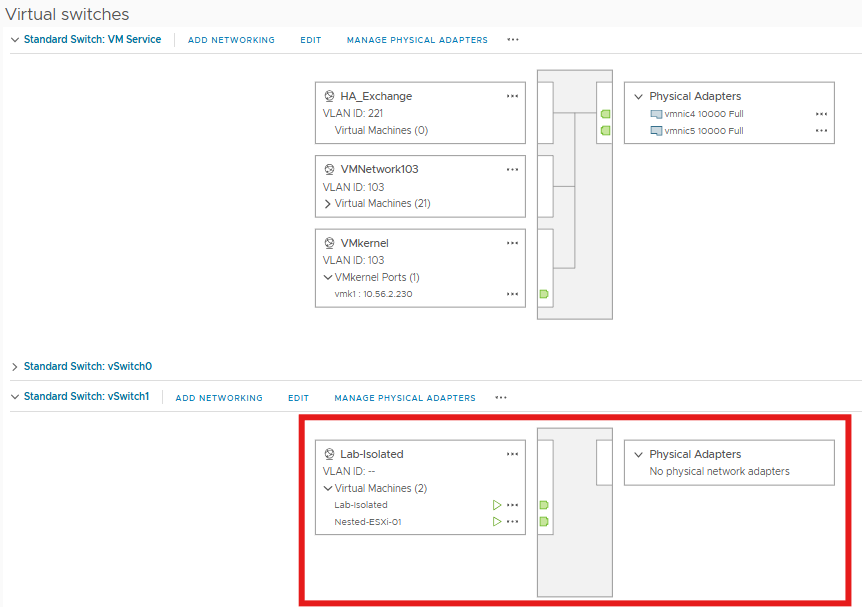 Virtual switches
Standard Switch: VM Service ADD NETWORKING EDIT MANAGE PHYSICAL ADAPTERS ...
HA_Exchange ...
VLAN ID: 221
Virtual Machines (0)
Physical Adapters
vmnic4 10000 Full ...
vmnic5 10000 Full ...
VMNetwork103 ...
VLAN ID: 103
Virtual Machines (21)
VMkernel ...
VLAN ID: 103
VMkernel Ports (1)
vmk1 : 10.56.2.230 ...
Standard Switch: vSwitch0
Standard Switch: vSwitch1 ADD NETWORKING EDIT MANAGE PHYSICAL ADAPTERS ...
Lab-Isolated ...
VLAN ID: --
Virtual Machines (2)
Lab-Isolated ...
Nested-ESXi-01 ...
Physical Adapters
No physical network adapters